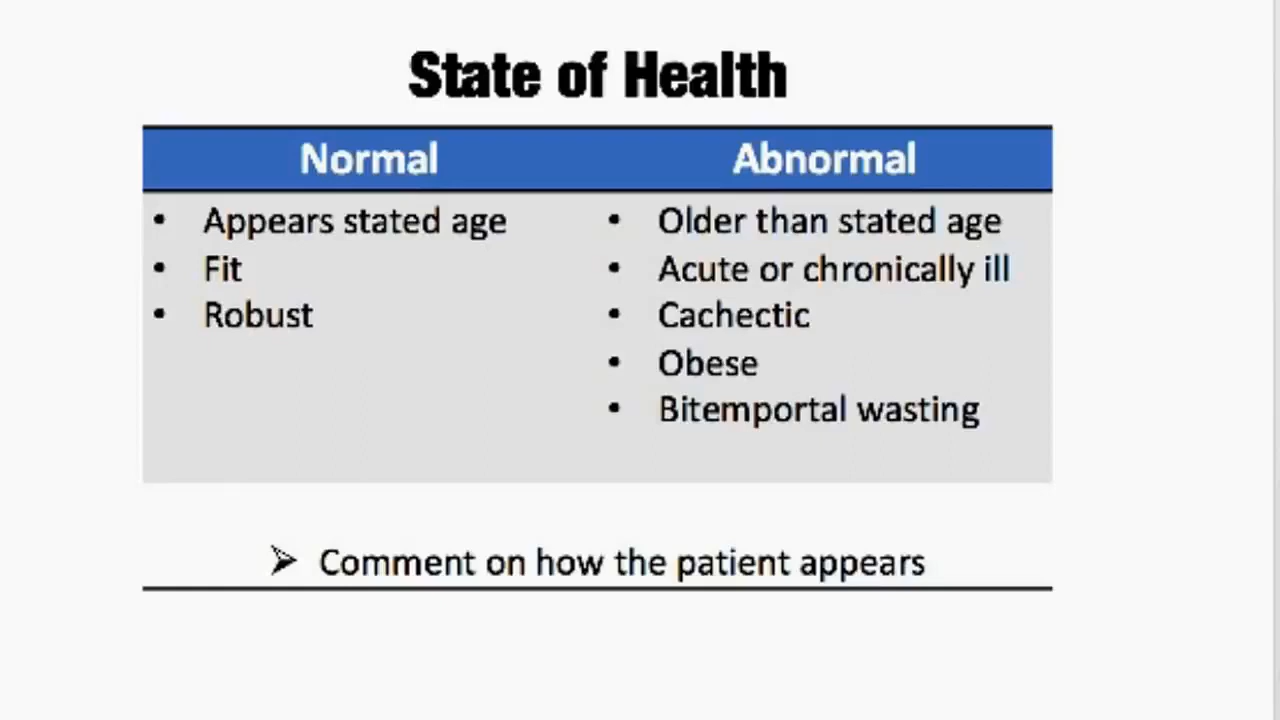 State of Health
Normal
Abnormal
• Appears stated age
• Fit
• Robust
• Older than stated age
• Acute or chronically ill
• Cachectic
• Obese
• Bitemportal wasting
➢ Comment on how the patient appears